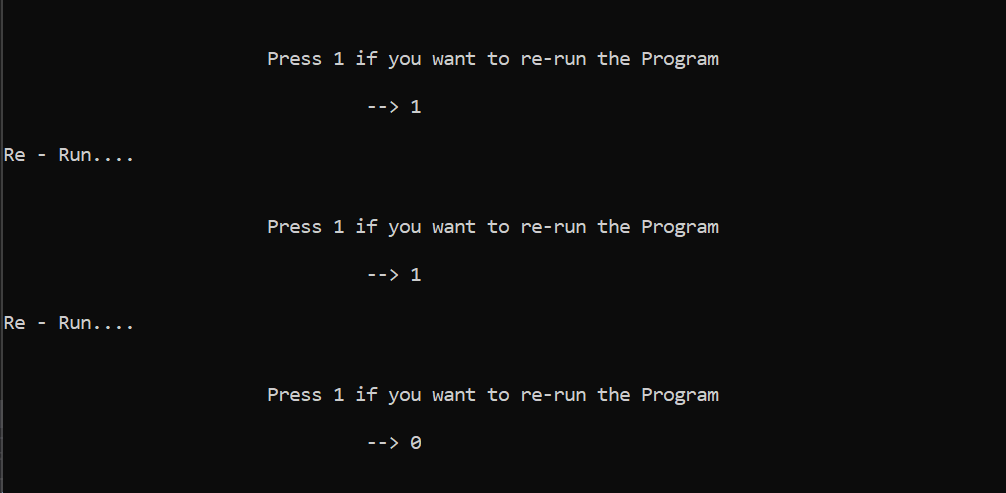 Press 1 if you want to re-run the Program
--> 1
Re - Run....
Press 1 if you want to re-run the Program
--> 1
Re - Run....
Press 1 if you want to re-run the Program
--> 0